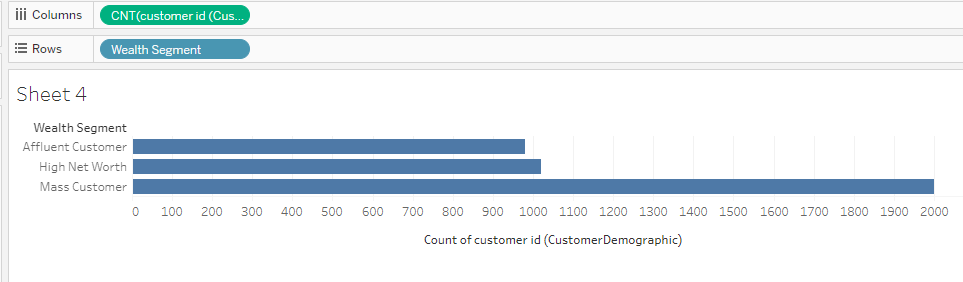 Columns CNT(customer id (Cus...
Rows Wealth Segment
Sheet 4
Wealth Segment
Affluent Customer
High Net Worth
Mass Customer
0 100 200 300 400 500 600 700 800 900 1000 1100 1200 1300 1400 1500 1600 1700 1800 1900 2000
Count of customer id (CustomerDemographic)